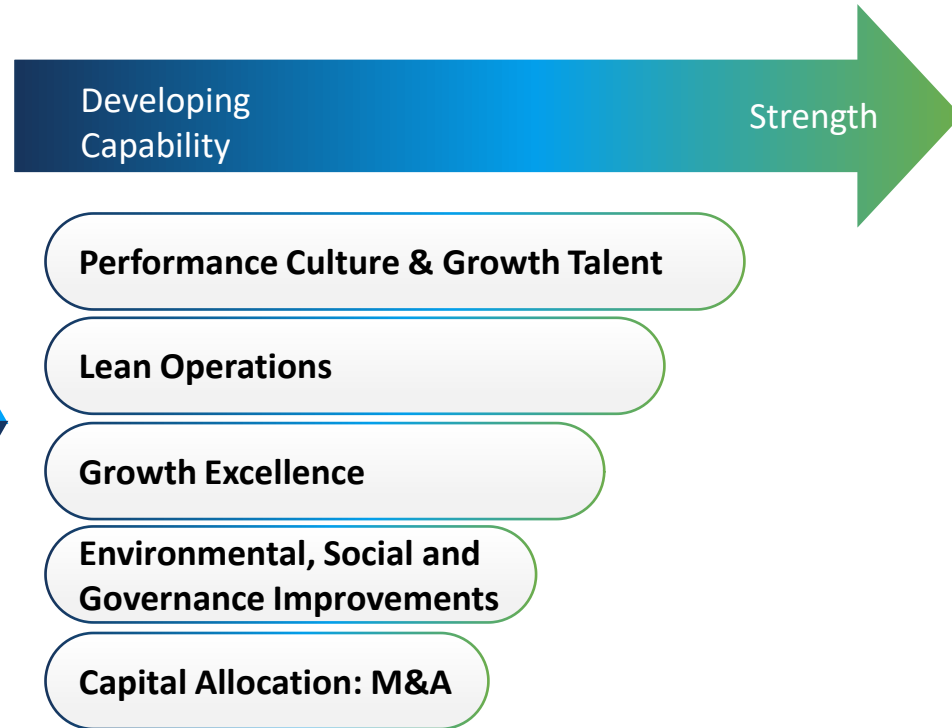 Developing
Capability
Strength
Performance Culture & Growth Talent
Lean Operations
Growth Excellence
Environmental, Social and
Governance Improvements
Capital Allocation: M&A